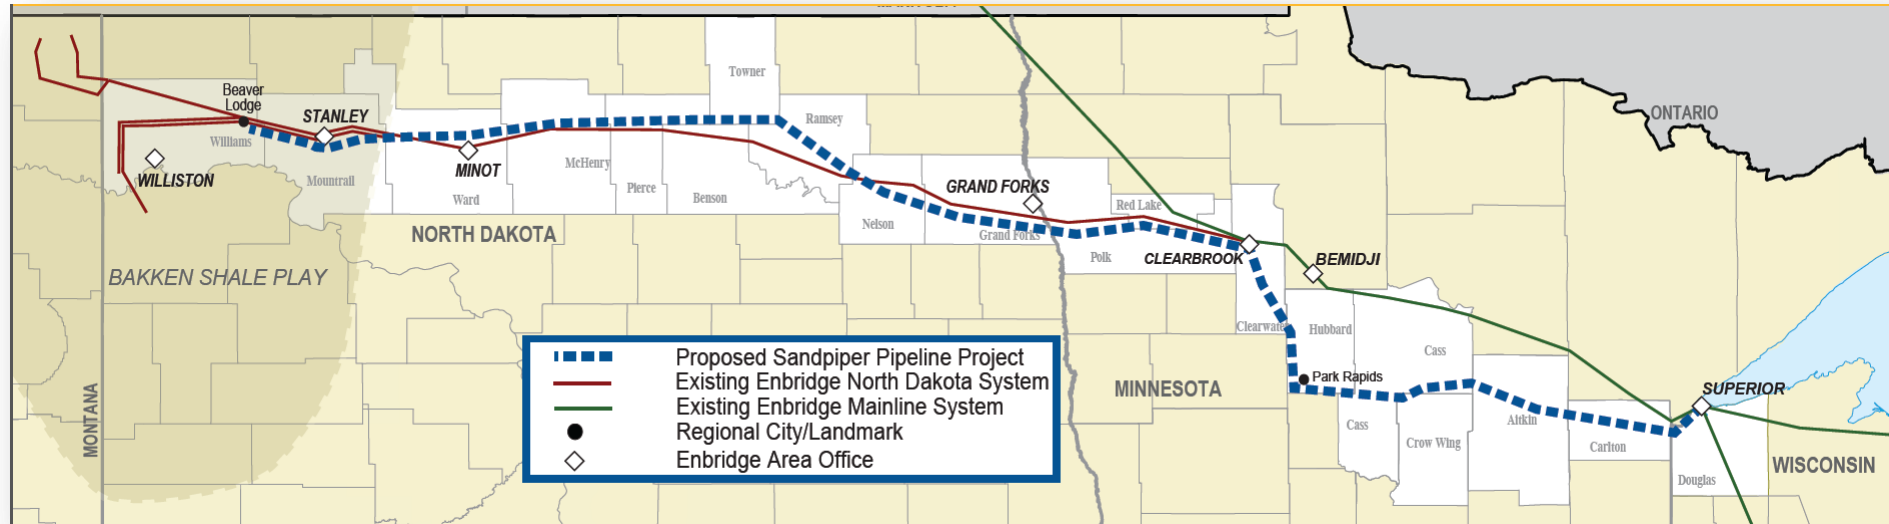 MANITOBA
Towner
ONTARIO
Beaver
Lodge
STANLEY
Ramsey
Williams
MINOT
McHenry
WILLISTON
Mountrail
Pierce
GRAND FORKS
Ward
Benson
Red Lake
Nelson
Grand Forks
NORTH DAKOTA
Polk
CLEARBROOK
BEMIDJI
BAKKEN SHALE PLAY
Clearwater
Hubbard
Cass
Proposed Sandpiper Pipeline Project
Existing Enbridge North Dakota System
Existing Enbridge Mainline System
Regional City/Landmark
Enbridge Area Office
MONTANA
MINNESOTA
Park Rapids
SUPERIOR
Cass
Crow Wing
Aitkin
Carlton
WISCONSIN
Douglas